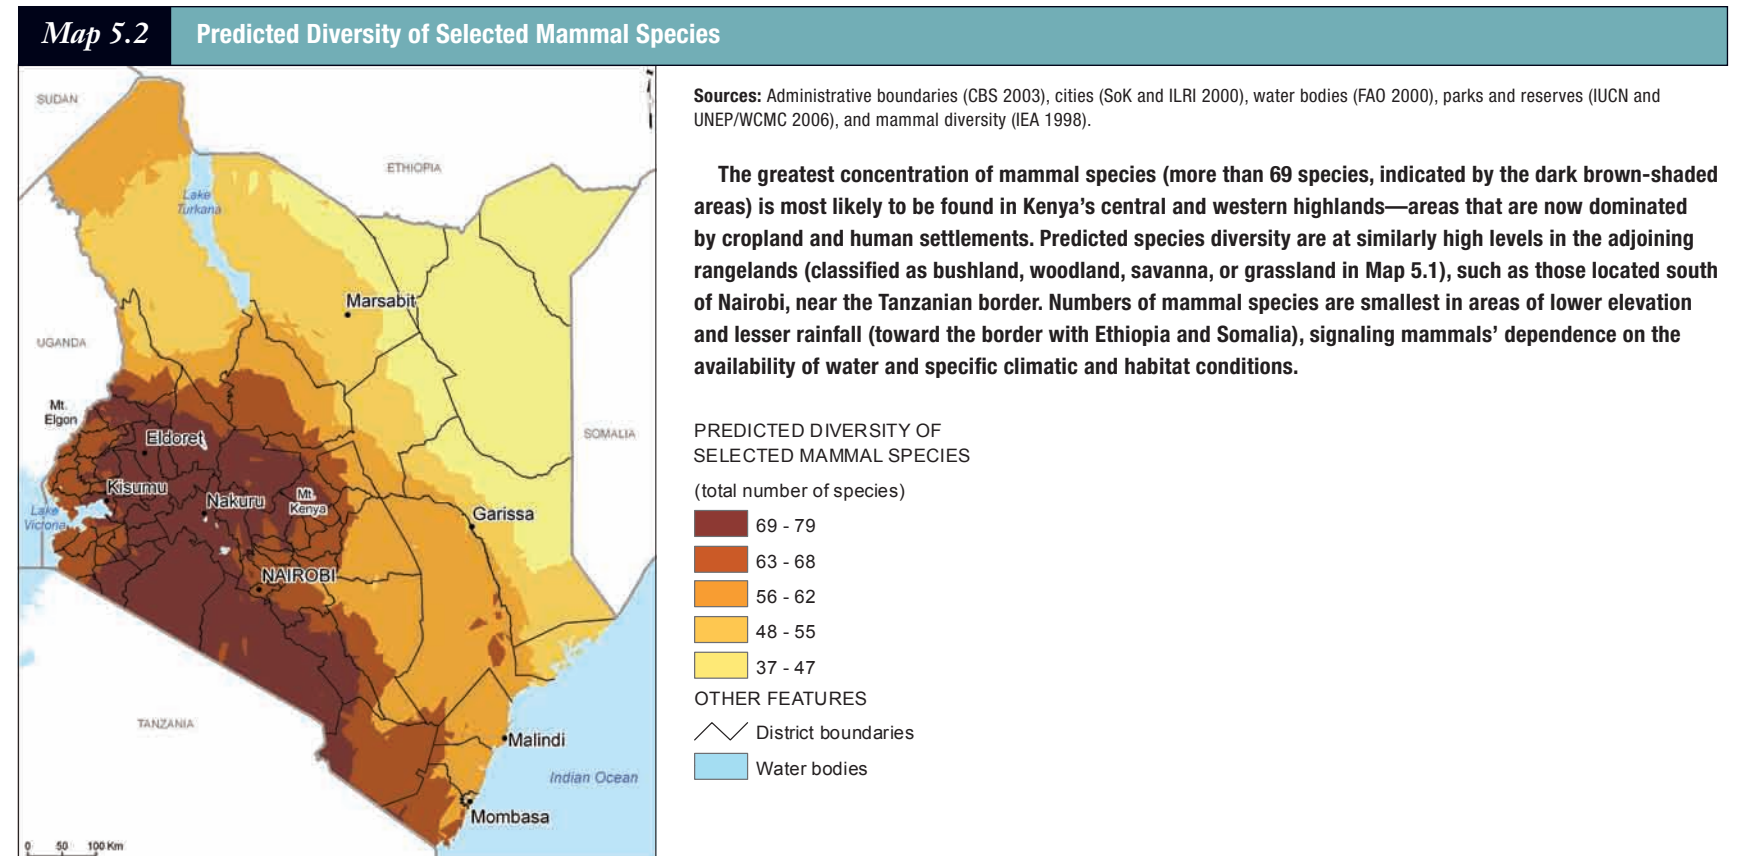 Map 5.2
Predicted Diversity of Selected Mammal Species
SUDAN
ETHIOPIA
Lake
Turkana
Marsabit
UGANDA
Mt.
Elgon
Eldoret
SOMALIA
Kisumu
Nakuru
Mt.
Kenya
Lake
Victoria
Garissa
NAIROBI
TANZANIA
Malindi
Indian Ocean
Mombasa
0 50 100 Km
Sources: Administrative boundaries (CBS 2003), cities (SoK and ILRI 2000), water bodies (FAO 2000), parks and reserves (IUCN and
UNEP/WCMC 2006), and mammal diversity (IEA 1998).
The greatest concentration of mammal species (more than 69 species, indicated by the dark brown-shaded
areas) is most likely to be found in Kenya’s central and western highlands—areas that are now dominated
by cropland and human settlements. Predicted species diversity are at similarly high levels in the adjoining
rangelands (classified as bushland, woodland, savanna, or grassland in Map 5.1), such as those located south
of Nairobi, near the Tanzanian border. Numbers of mammal species are smallest in areas of lower elevation
and lesser rainfall (toward the border with Ethiopia and Somalia), signaling mammals’ dependence on the
availability of water and specific climatic and habitat conditions.
PREDICTED DIVERSITY OF
SELECTED MAMMAL SPECIES
(total number of species)
69 - 79
63 - 68
56 - 62
48 - 55
37 - 47
OTHER FEATURES
District boundaries
Water bodies